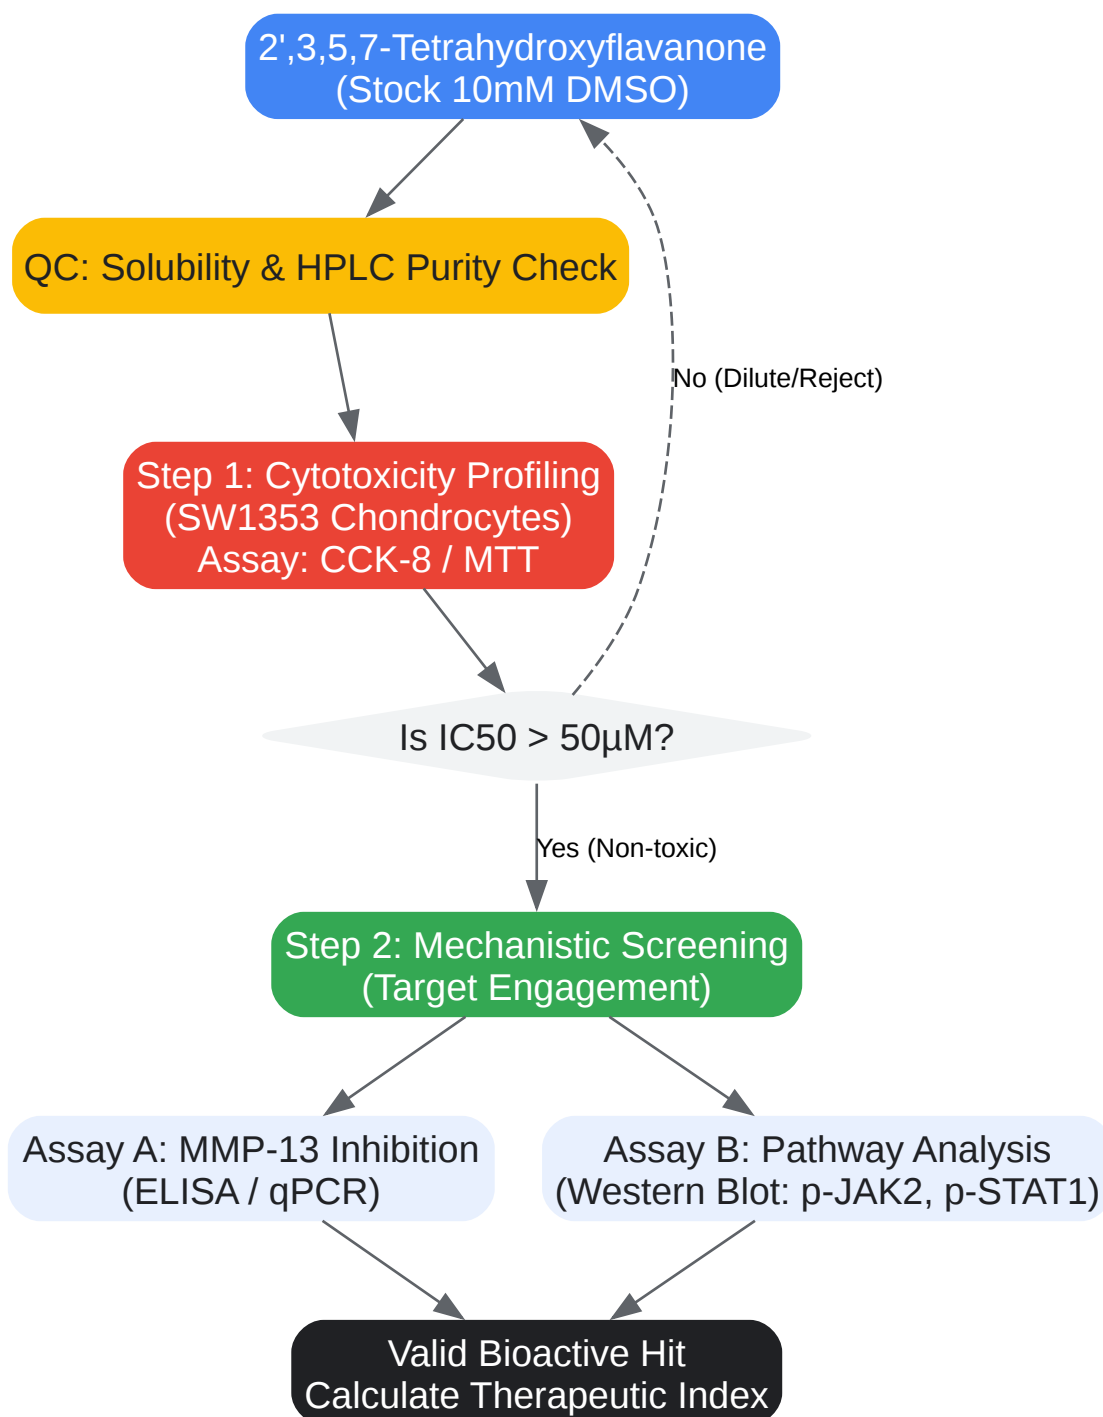 2',3,5,7-Tetrahydroxyflavanone
(Stock 10mM DMSO)
QC: Solubility & HPLC Purity Check
No (Dilute/Reject)
Step 1: Cytotoxicity Profiling
(SW1353 Chondrocytes)
Assay: CCK-8 / MTT
Is IC50 > 50µM?
Yes (Non-toxic)
Step 2: Mechanistic Screening
(Target Engagement)
Assay A: MMP-13 Inhibition
(ELISA / qPCR)
Assay B: Pathway Analysis
(Western Blot: p-JAK2, p-STAT1)
Valid Bioactive Hit
Calculate Therapeutic Index